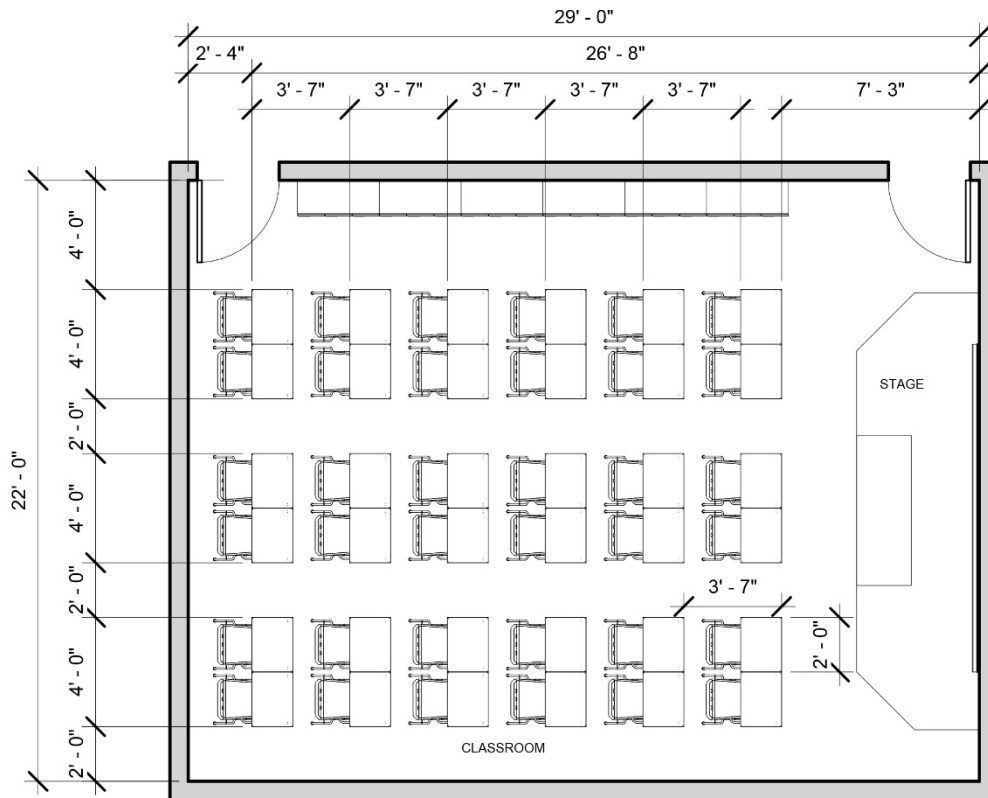 29' - 0"
2' - 4" 26' - 8"
3' - 7" 3' - 7" 3' - 7" 3' - 7" 3' - 7" 7' - 3"
4' - 0"
4' - 0"
STAGE
2' - 0"
22' - 0"
4' - 0"
2' - 0"
3' - 7"
2' - 0"
4' - 0"
CLASSROOM
2' - 0"